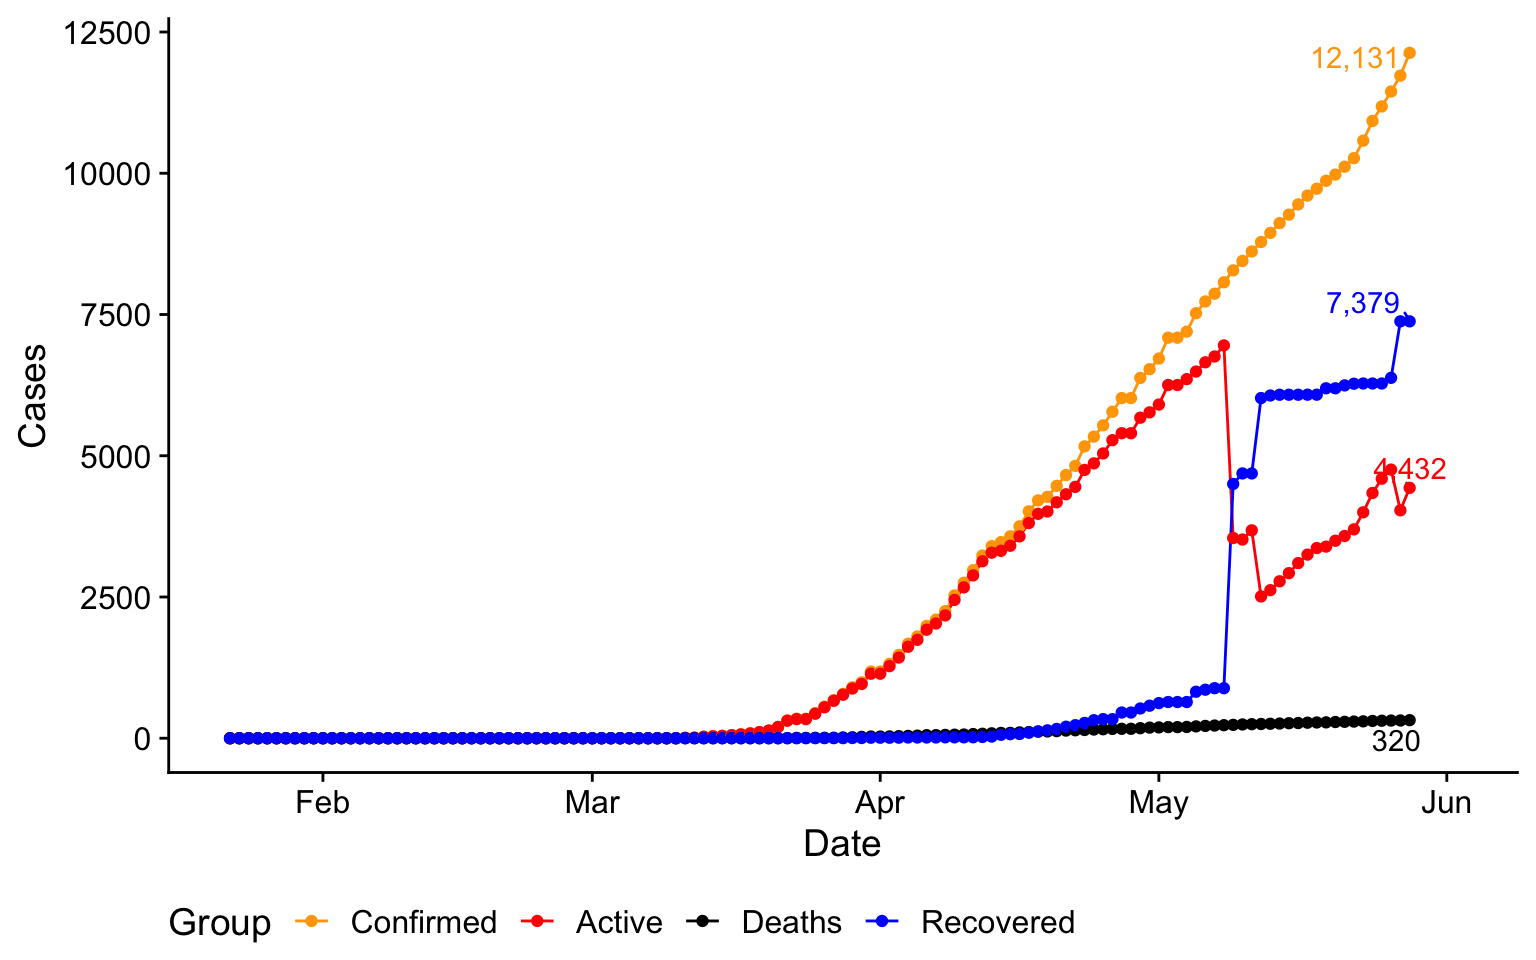 12500
10000
7500
5000
2500
0
Cases
12,131
7,379
4,432
320
Feb Mar Apr May Jun
Date
Group Confirmed Active Deaths Recovered